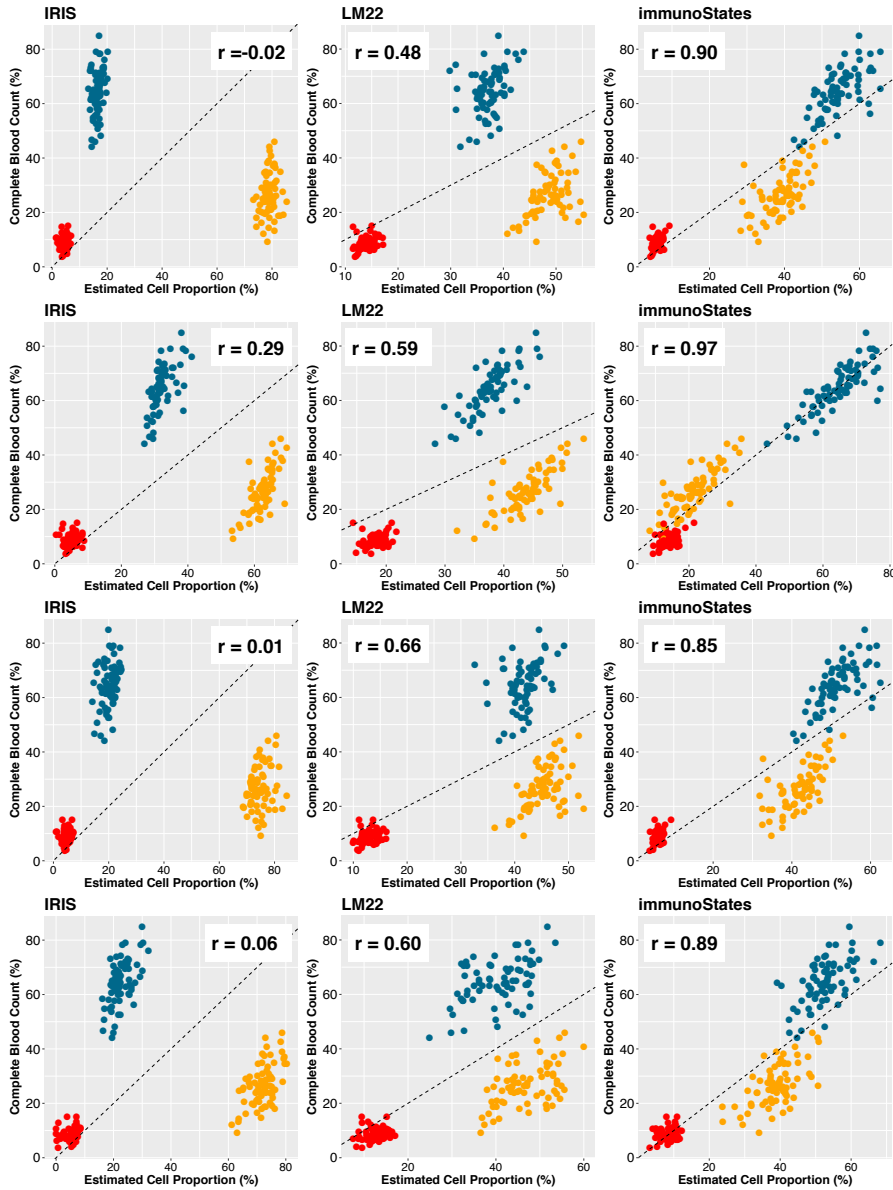 IRIS
LM22
immunoStates
r =-0.02
r = 0.48
r = 0.90
Complete Blood Count (%)
Complete Blood Count (%)
Complete Blood Count (%)
80
60
40
20
0
80
60
40
20
0
80
60
40
20
0
0 20 40 60 80
10 20 30 40 50
20 40 60
Estimated Cell Proportion (%)
Estimated Cell Proportion (%)
Estimated Cell Proportion (%)
IRIS
LM22
immunoStates
r = 0.29
r = 0.59
r = 0.97
Complete Blood Count (%)
Complete Blood Count (%)
Complete Blood Count (%)
80
60
40
20
0
80
60
40
20
0
80
60
40
20
0
0 20 40 60
20 30 40 50
20 40 60 80
Estimated Cell Proportion (%)
Estimated Cell Proportion (%)
Estimated Cell Proportion (%)
IRIS
LM22
immunoStates
r = 0.01
r = 0.66
r = 0.85
Complete Blood Count (%)
Complete Blood Count (%)
Complete Blood Count (%)
80
60
40
20
0
80
60
40
20
0
80
60
40
20
0
0 20 40 60 80
10 20 30 40 50
20 40 60
Estimated Cell Proportion (%)
Estimated Cell Proportion (%)
Estimated Cell Proportion (%)
IRIS
LM22
immunoStates
r = 0.06
r = 0.60
r = 0.89
Complete Blood Count (%)
Complete Blood Count (%)
Complete Blood Count (%)
80
60
40
20
0
80
60
40
20
0
80
60
40
20
0
0 20 40 60 80
20 40 60
20 40 60
Estimated Cell Proportion (%)
Estimated Cell Proportion (%)
Estimated Cell Proportion (%)